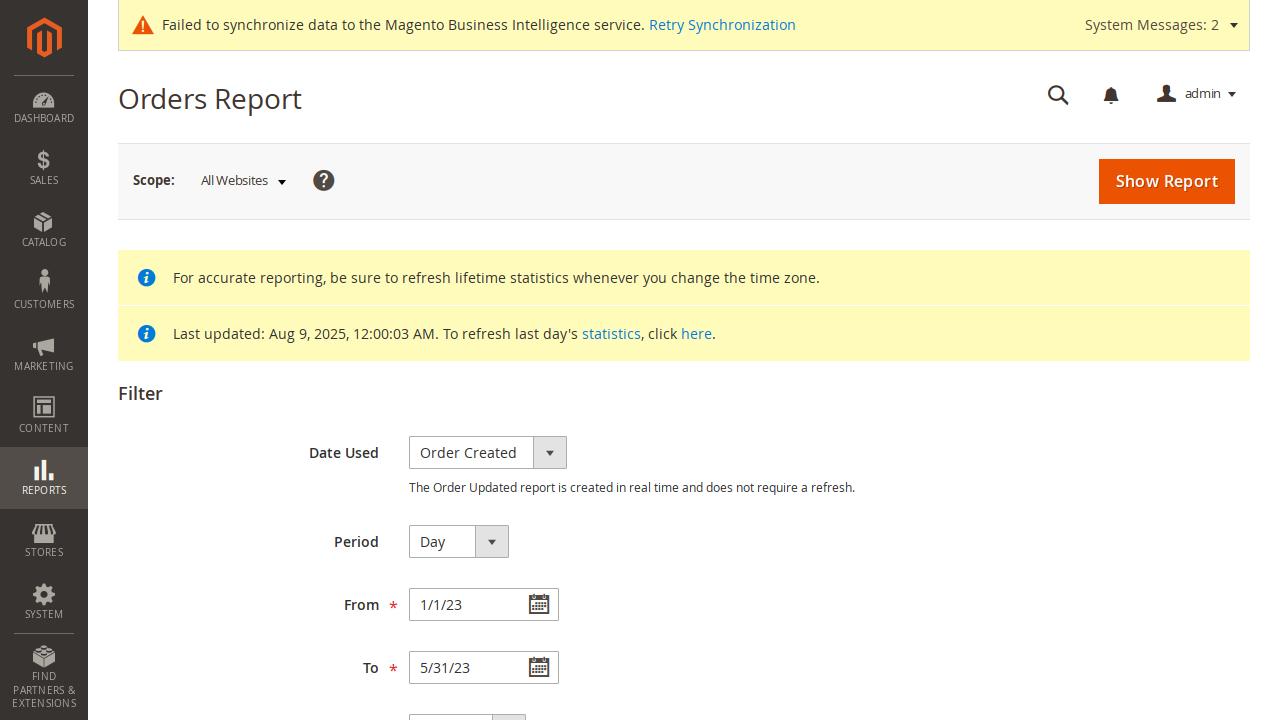 Failed to synchronize data to the Magento Business Intelligence service. Retry Synchronization
System Messages: 2
Orders Report
admin
Scope:
All Websites
?
Show Report
For accurate reporting, be sure to refresh lifetime statistics whenever you change the time zone.
Last updated: Aug 9, 2025, 12:00:03 AM. To refresh last day's statistics, click here.
Filter
Date Used
Order Created
The Order Updated report is created in real time and does not require a refresh.
Period
Day
From *
1/1/23
To *
5/31/23
DASHBOARD
SALES
CATALOG
CUSTOMERS
MARKETING
CONTENT
REPORTS
STORES
SYSTEM
FIND
PARTNERS &
EXTENSIONS